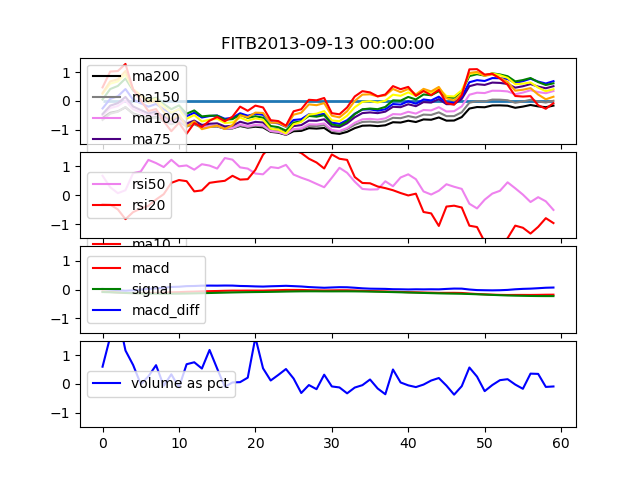 FITB2013-09-13 00:00:00
1
0
−1
ma200
ma150
ma100
ma75
1
0
−1
rsi50
rsi20
ma10
1
0
−1
macd
signal
macd_diff
1
0
−1
volume as pct
0 10 20 30 40 50 60